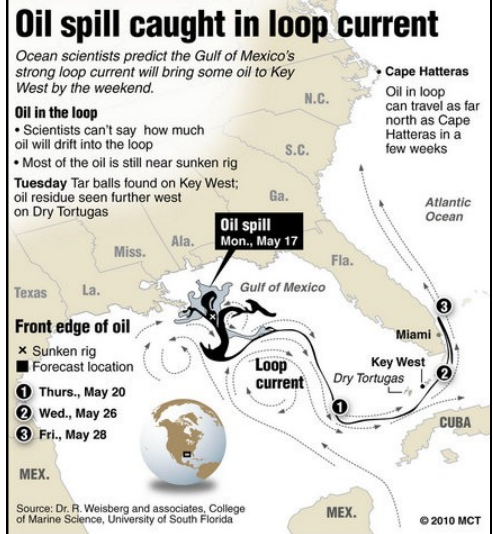 Oil spill caught in loop current
Ocean scientists predict the Gulf of Mexico's
strong loop current will bring some oil to Key
West by the weekend.
Oil in the loop
• Scientists can't say how much
oil will drift into the loop
• Most of the oil is still near sunken rig
Tuesday Tar balls found on Key West;
oil residue seen further west
on Dry Tortugas
Cape Hatteras
Oil in loop
can travel as far
north as Cape
Hatteras in a
few weeks
N.C.
S.C.
Ga.
Atlantic
Ocean
Oil spill
Mon., May 17
Ala.
Miss.
Fla.
Texas
La.
Gulf of Mexico
Front edge of oil
× Sunken rig
Forecast location
1 Thurs., May 20
2 Wed., May 26
3 Fri., May 28
×
Loop
current
3
Miami
Key West
2
Dry Tortugas
1
CUBA
MEX.
MEX.
Source: Dr. R. Weisberg and associates, College
of Marine Science, University of South Florida
© 2010 MCT